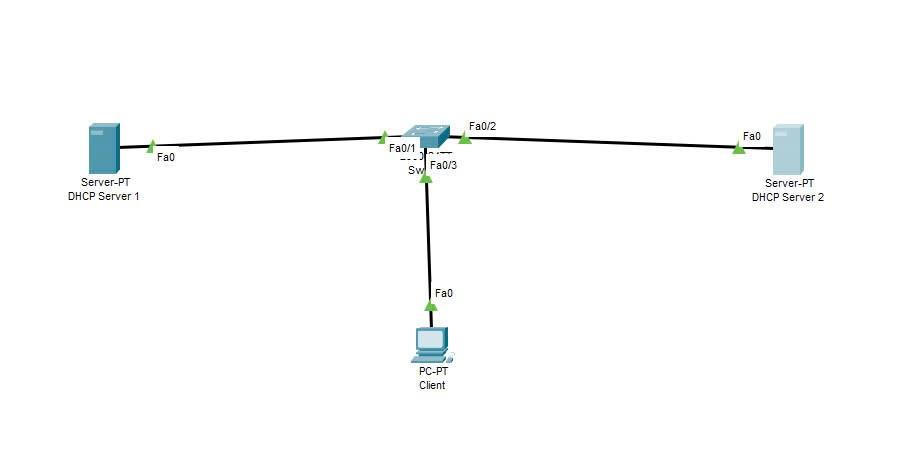 Fa0/2
Fa0
Fa0/1
Fa0
Fa0/3
Server-PT
DHCP Server 1
Server-PT
DHCP Server 2
Fa0
PC-PT
Client